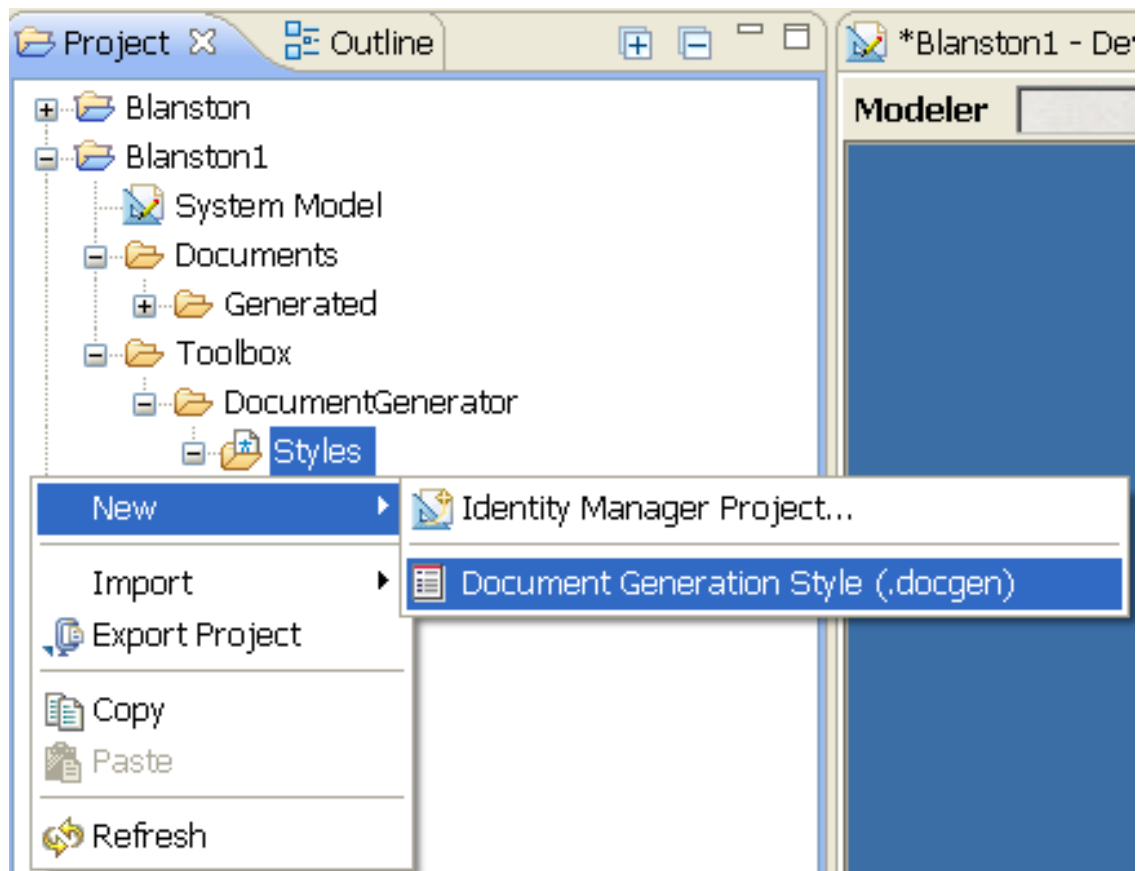 Project Outline *Blanston1 - De
Blanston
Modeler
Blanston1
System Model
Documents
Generated
Toolbox
DocumentGenerator
Styles
New
Identity Manager Project...
Import
Document Generation Style (.docgen)
Export Project
Copy
Paste
Refresh